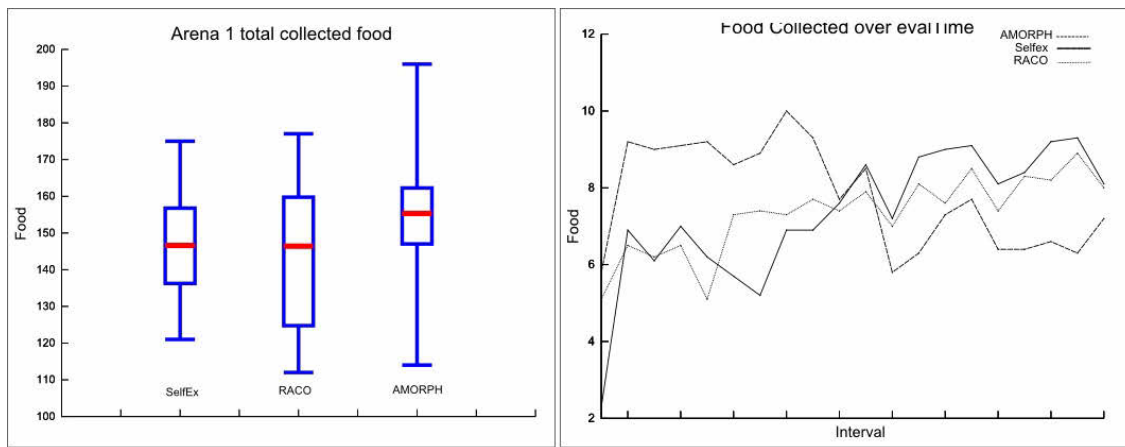 Arena 1 total collected food
200
190
180
170
160
150
140
130
120
110
100
Food
SelfEx
RACO
AMORPH
Food Collected over evalTime
12
10
8
6
4
2
Food
AMORPH
Selfex
RACO
Interval